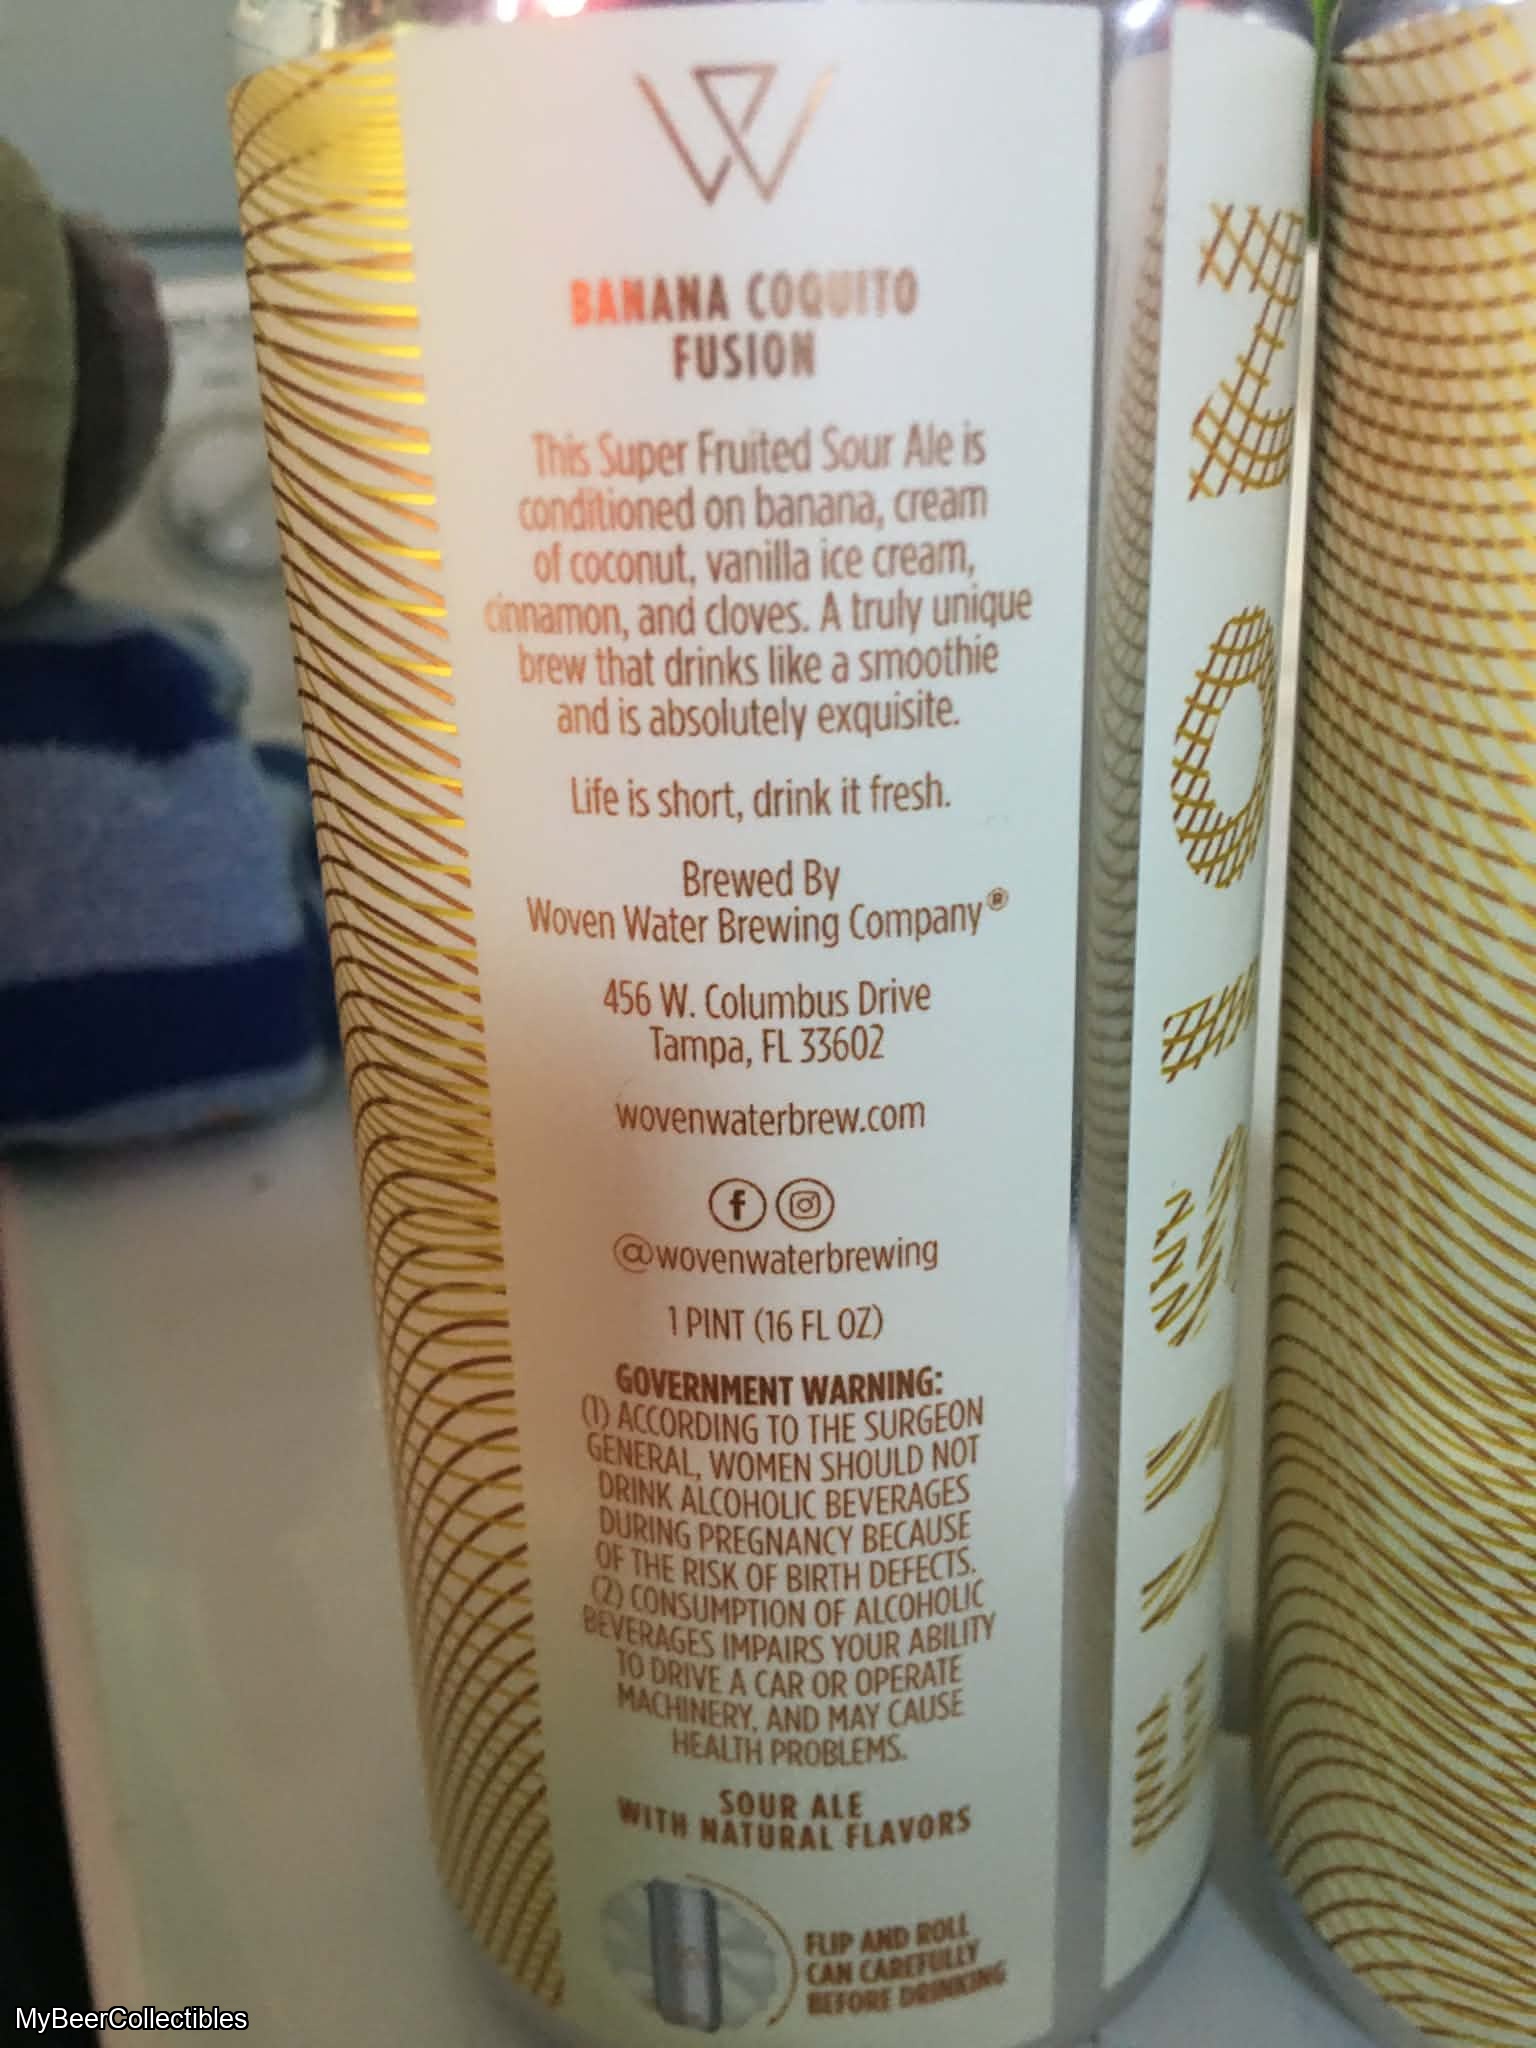 BANANA COQUITO
FUSION
This Super Fruited Sour Ale is
conditioned on banana, cream
of coconut, vanilla ice cream,
cinnamon, and cloves. A truly unique
brew that drinks like a smoothie
and is absolutely exquisite.
Life is short, drink it fresh.
Brewed By
Woven Water Brewing Company®
456 W. Columbus Drive
Tampa, FL 33602
wovenwaterbrew.com
@wovenwaterbrewing
1 PINT (16 FL OZ)
GOVERNMENT WARNING:
(1) ACCORDING TO THE SURGEON
GENERAL, WOMEN SHOULD NOT
DRINK ALCOHOLIC BEVERAGES
DURING PREGNANCY BECAUSE
OF THE RISK OF BIRTH DEFECTS.
(2) CONSUMPTION OF ALCOHOLIC
BEVERAGES IMPAIRS YOUR ABILITY
TO DRIVE A CAR OR OPERATE
MACHINERY, AND MAY CAUSE
HEALTH PROBLEMS.
SOUR ALE
WITH NATURAL FLAVORS
FLIP AND ROLL
CAN CAREFULLY
BEFORE DRINKING
MyBeerCollectibles